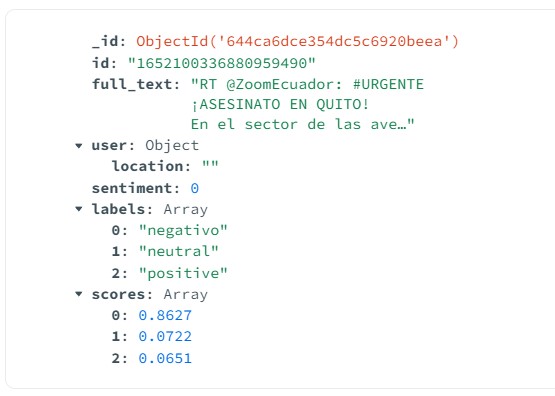 _id: ObjectId('644ca6dce354dc5c6920beea')
id: "1652100336880959490"
full_text: "RT @ZoomEcuador: #URGENTE
¡ASESINATO EN QUITO!
En el sector de las ave…"
user: Object
location: ""
sentiment: 0
labels: Array
0: "negativo"
1: "neutral"
2: "positive"
scores: Array
0: 0.8627
1: 0.0722
2: 0.0651